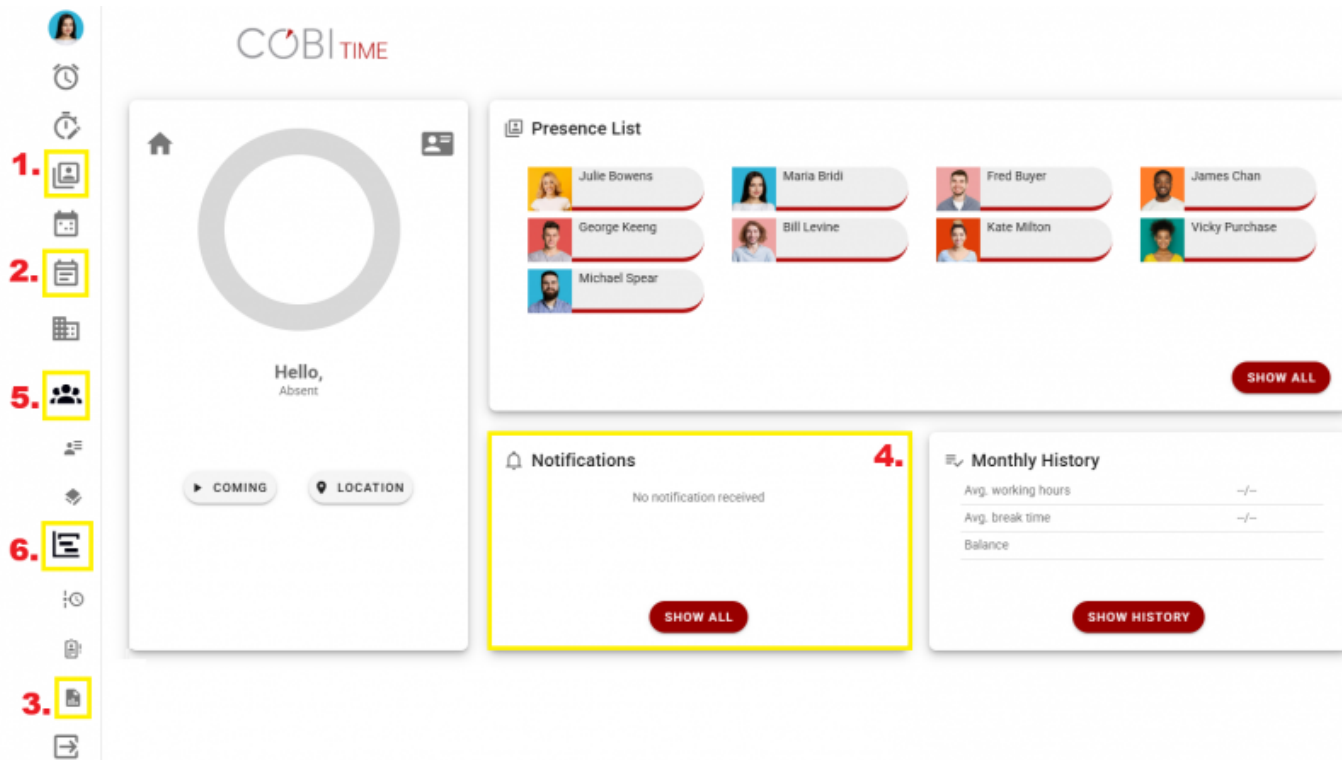 COBI TIME
1.
2.
5.
6.
3.
Hello,
Absent
COMING
LOCATION
Presence List
Julie Bowens
Maria Bridi
Fred Buyer
James Chan
George Keeng
Bill Levine
Kate Milton
Vicky Purchase
Michael Spear
SHOW ALL
Notifications
4.
No notification received
SHOW ALL
Monthly History
Avg. working hours --/--
Avg. break time --/--
Balance
SHOW HISTORY